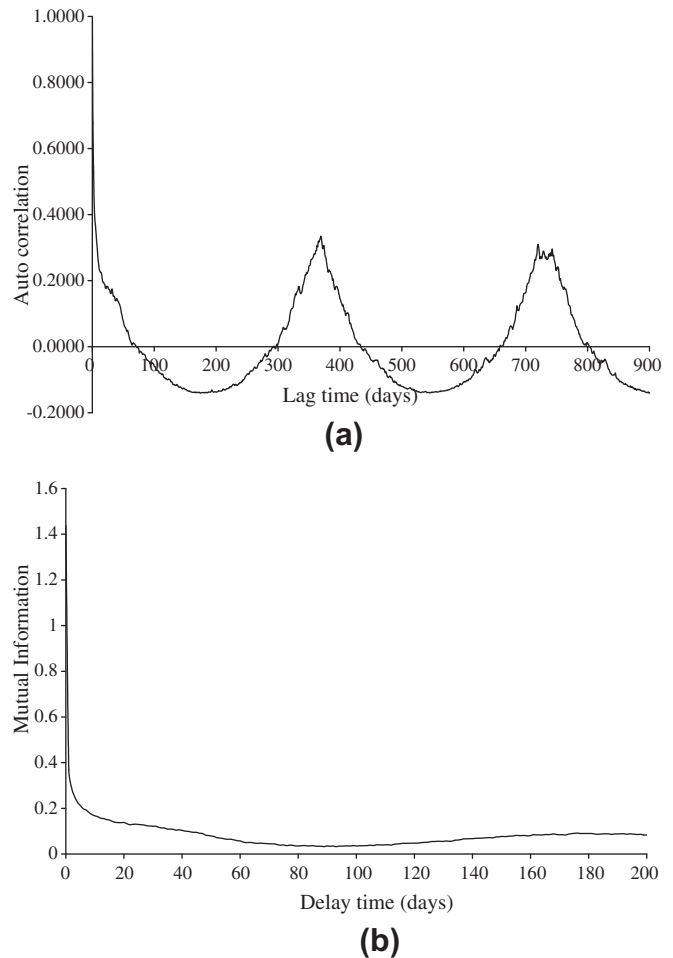 1.0000
0.8000
0.6000
0.4000
0.2000
0.0000
-0.2000
Auto correlation
0 100 200 300 400 500 600 700 800 900
Lag time (days)
(a)
1.6
1.4
1.2
1
0.8
0.6
0.4
0.2
0
Mutual Information
0 20 40 60 80 100 120 140 160 180 200
Delay time (days)
(b)